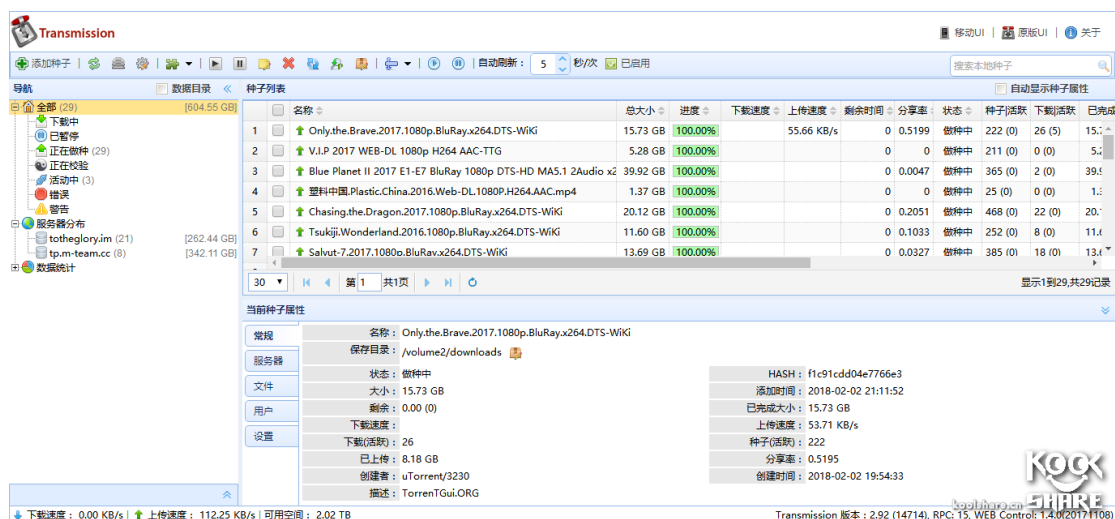 Transmission
移动UI | 原版UI | 关于
添加种子 自动刷新： 5 秒/次 已启用 搜索本地种子
导航 数据目录 种子列表 自动显示种子属性
全部 (29) [604.55 GB]
下载中
已暂停
正在做种 (29)
正在校验
活动中 (3)
错误
警告
服务器分布
totheglory.im (21) [262.44 GB]
tp.m-team.cc (8) [342.11 GB]
数据统计
名称 总大小 进度 下载速度 上传速度 剩余时间 分享率 状态 种子|活跃 下载|活跃 已完成
1 Only.the.Brave.2017.1080p.BluRay.x264.DTS-WiKi 15.73 GB 100.00% 55.66 KB/s 0 0.5199 做种中 222 (0) 26 (5) 15.7
2 V.I.P 2017 WEB-DL 1080p H264 AAC-TTG 5.28 GB 100.00% 0 0 做种中 211 (0) 0 (0) 5.2
3 Blue Planet II 2017 E1-E7 BluRay 1080p DTS-HD MA5.1 2Audio x2 39.92 GB 100.00% 0 0.0047 做种中 365 (0) 2 (0) 39.9
4 塑料中国.Plastic.China.2016.Web-DL.1080P.H264.AAC.mp4 1.37 GB 100.00% 0 0 做种中 25 (0) 0 (0) 1.3
5 Chasing.the.Dragon.2017.1080p.BluRay.x264.DTS-WiKi 20.12 GB 100.00% 0 0.2051 做种中 468 (0) 22 (0) 20.1
6 Tsukiji.Wonderland.2016.1080p.BluRay.x264.DTS-WiKi 11.60 GB 100.00% 0 0.1033 做种中 252 (0) 8 (0) 11.6
7 Salyut-7.2017.1080p.BluRay.x264.DTS-WiKi 13.69 GB 100.00% 0 0.0327 做种中 385 (0) 18 (0) 13.6
30 第 1 共1页 显示1到29,共29记录
当前种子属性
常规
服务器
文件
用户
设置
名称： Only.the.Brave.2017.1080p.BluRay.x264.DTS-WiKi
保存目录： /volume2/downloads
状态： 做种中 HASH： f1c91cdd04e7766e3
大小： 15.73 GB 添加时间： 2018-02-02 21:11:52
剩余： 0.00 (0) 已完成大小： 15.73 GB
下载速度： 上传速度： 53.71 KB/s
下载(活跃)： 26 种子(活跃)： 222
已上传： 8.18 GB 分享率： 0.5195
创建者： uTorrent/3230 创建时间： 2018-02-02 19:54:33
描述： TorrenTGui.ORG
KOOL
koolshare.cn SHARE
下载速度： 0.00 KB/s | 上传速度： 112.25 KB/s | 可用空间： 2.02 TB Transmission 版本：2.92 (14714), RPC: 15, WEB Control: 1.4.0(20171108)